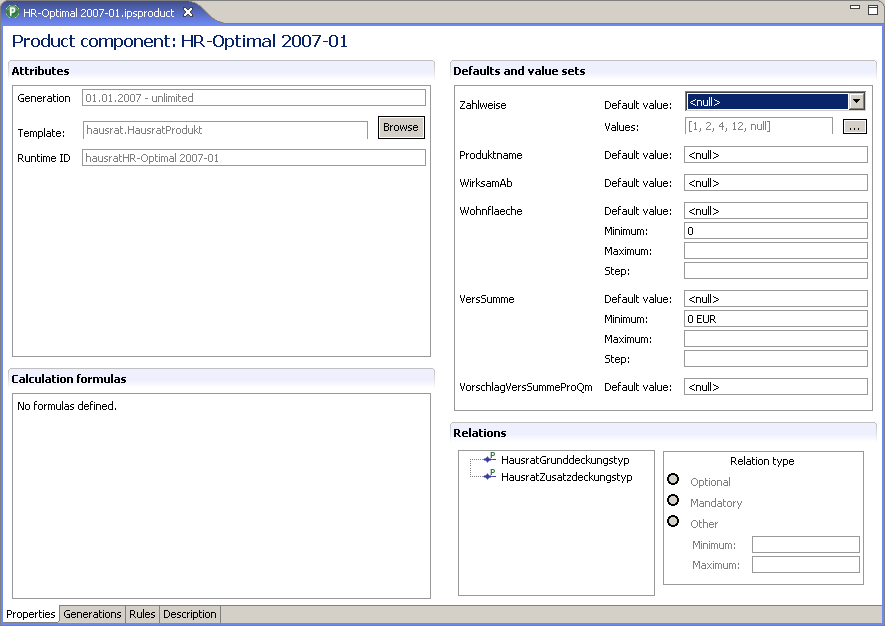 HR-Optimal 2007-01.ipsproduct
Product component: HR-Optimal 2007-01
Attributes
Generation 01.01.2007 - unlimited
Template: hausrat.HausratProdukt Browse
Runtime ID hausratHR-Optimal 2007-01
Calculation formulas
No formulas defined.
Defaults and value sets
Zahlweise Default value: <null>
Values: [1, 2, 4, 12, null] ...
Produktname Default value: <null>
WirksamAb Default value: <null>
Wohnflaeche Default value: <null>
Minimum: 0
Maximum:
Step:
VersSumme Default value: <null>
Minimum: 0 EUR
Maximum:
Step:
VorschlagVersSummeProQm Default value: <null>
Relations
HausratGrunddeckungstyp
HausratZusatzdeckungstyp
Relation type
Optional
Mandatory
Other
Minimum:
Maximum:
Properties Generations Rules Description